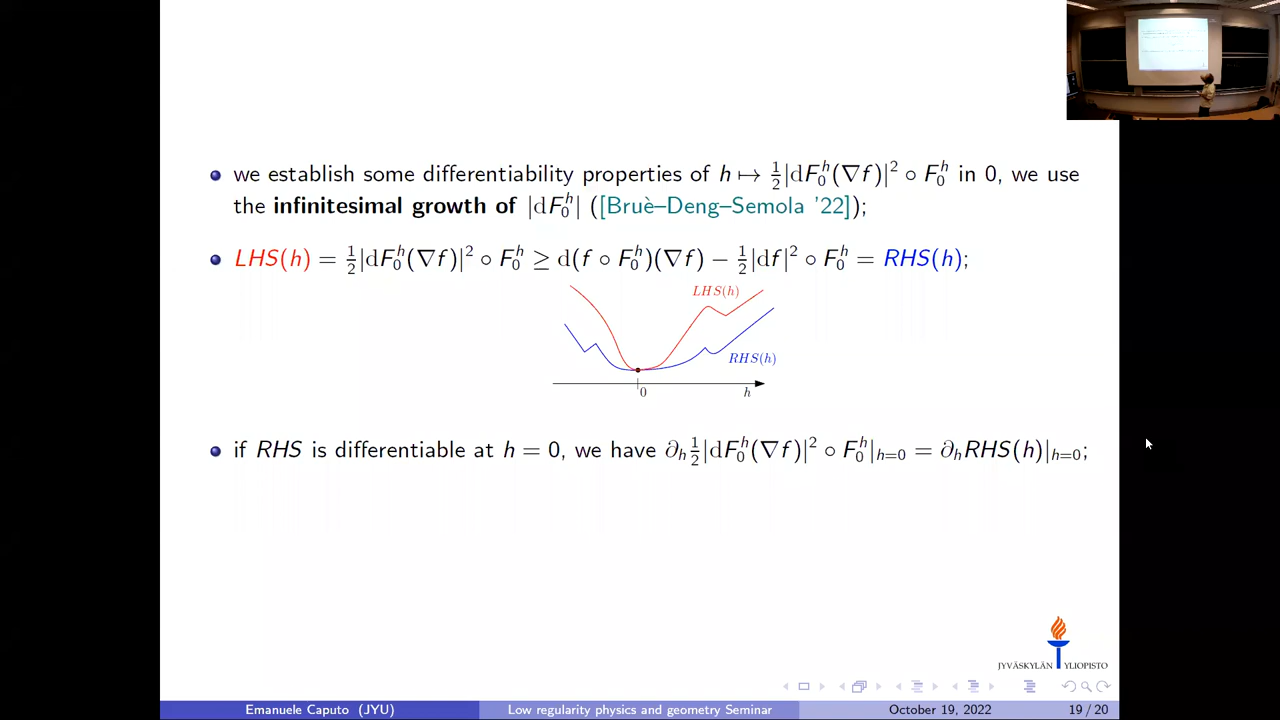 • we establish some differentiability properties of h ↦ ½|dF₀ʰ(∇f)|² ∘ F₀ʰ in 0, we use
the infinitesimal growth of |dF₀ʰ| ([Bruè–Deng–Semola '22]);
• LHS(h) = ½|dF₀ʰ(∇f)|² ∘ F₀ʰ ≥ d(f ∘ F₀ʰ)(∇f) − ½|df|² ∘ F₀ʰ = RHS(h);
LHS(h)
RHS(h)
0
h
• if RHS is differentiable at h = 0, we have ∂ₕ½|dF₀ʰ(∇f)|² ∘ F₀ʰ|ₕ₌₀ = ∂ₕRHS(h)|ₕ₌₀;
JYVÄSKYLÄN YLIOPISTO
Emanuele Caputo (JYU) Low regularity physics and geometry Seminar October 19, 2022 19 / 20